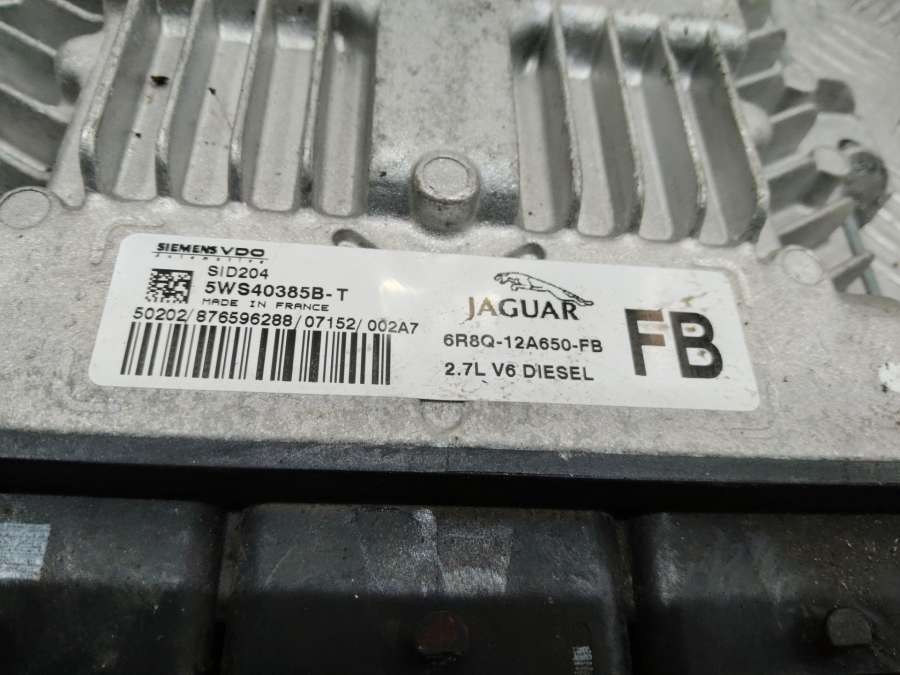 SIEMENS VDO
Automotive
SID204
5WS40385B-T
MADE IN FRANCE
50202/876596288/07152/002A7
JAGUAR
6R8Q-12A650-FB
2.7L V6 DIESEL
FB